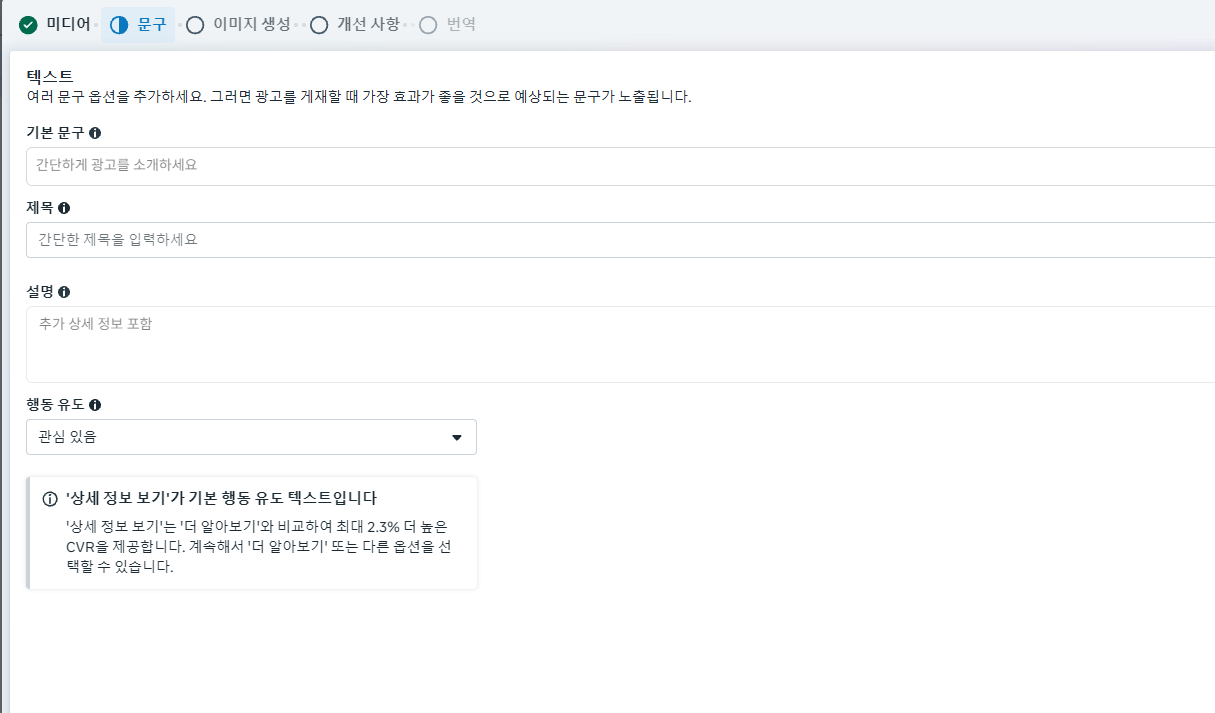 미디어 문구 이미지 생성 개선 사항 번역
텍스트
여러 문구 옵션을 추가하세요. 그러면 광고를 게재할 때 가장 효과가 좋을 것으로 예상되는 문구가 노출됩니다.
기본 문구
간단하게 광고를 소개하세요
제목
간단한 제목을 입력하세요
설명
추가 상세 정보 포함
행동 유도
관심 있음
'상세 정보 보기'가 기본 행동 유도 텍스트입니다
'상세 정보 보기'는 '더 알아보기'와 비교하여 최대 2.3% 더 높은
CVR을 제공합니다. 계속해서 '더 알아보기' 또는 다른 옵션을 선
택할 수 있습니다.